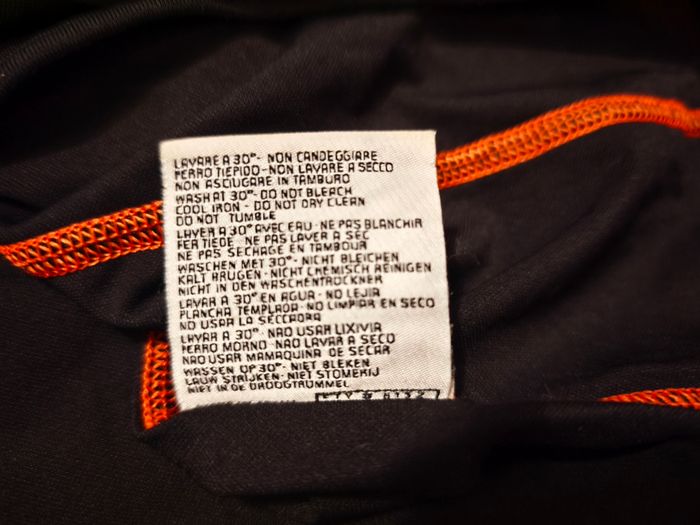 LAVARE A 30°- NON CANDEGGIARE
FERRO TIEPIDO - NON LAVARE A SECCO
NON ASCIUGARE IN TAMBURO
WASH AT 30°- DO NOT BLEACH
COOL IRON - DO NOT DRY CLEAN
DO NOT TUMBLE
LAVER A 30° AVEC EAU - NE PAS BLANCHIR
FER TIEDE - NE PAS LAVER A SEC
NE PAS SECHAGE EN TAMBOUR
WASCHEN MET 30°- NICHT BLEICHEN
KALT BRUGEN - NICHT CHEMISCH REINIGEN
NICHT IN DEN WASCHENTROCKNER
LAVAR A 30° EN AGUA - NO LEJIA
PLANCHA TEMPLADA - NO LIMPIAR EN SECO
NO USAR LA SECCADRA
LAVAR A 30° - NAO USAR LIXIVIA
FERRO MORNO - NAO LAVAR A SECO
NAO USAR MAMAQUINA DE SECAR
WASSEN OP 30°- NIET BLEKEN
LAUW STRIJKEN - NIET STOMERIJ
NIET IN DE DROOGTRUMMEL